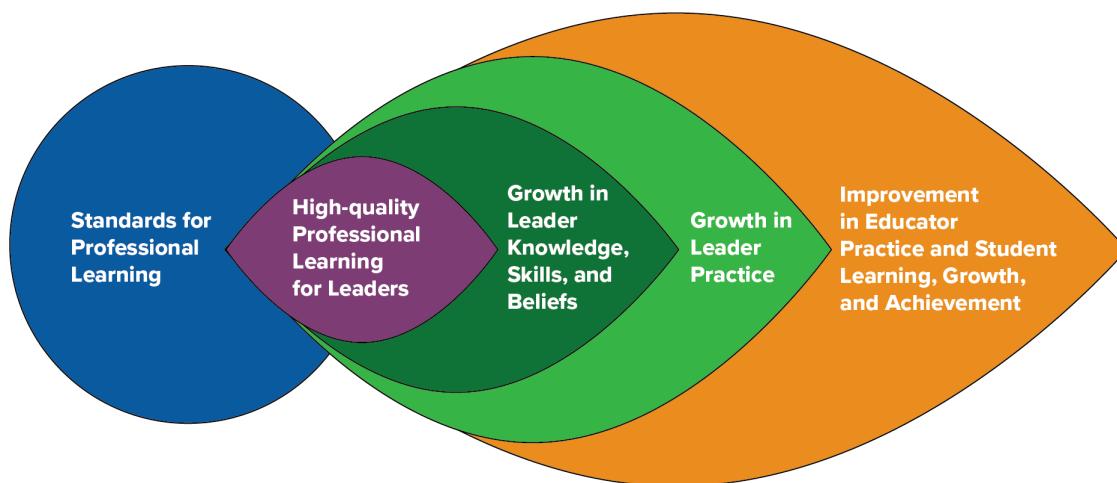 Standards for
Professional
Learning
High-quality
Professional
Learning
for Leaders
Growth in
Leader
Knowledge,
Skills, and
Beliefs
Growth in
Leader
Practice
Improvement
in Educator
Practice and Student
Learning, Growth,
and Achievement